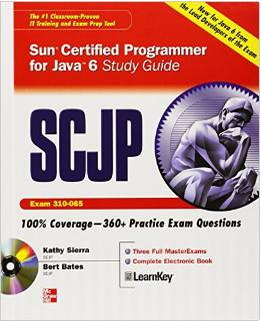 The #1 Classroom-Proven
IT Training and Exam Prep Tool
New for Java 6 from
the Lead Developers of the Exam
Sun® Certified Programmer
for Java™ 6 Study Guide
SCJP
Exam 310-065
100% Coverage—360+ Practice Exam Questions
Kathy Sierra
SCJP
Bert Bates
SCJP
Three Full MasterExams
Complete Electronic Book
LearnKey